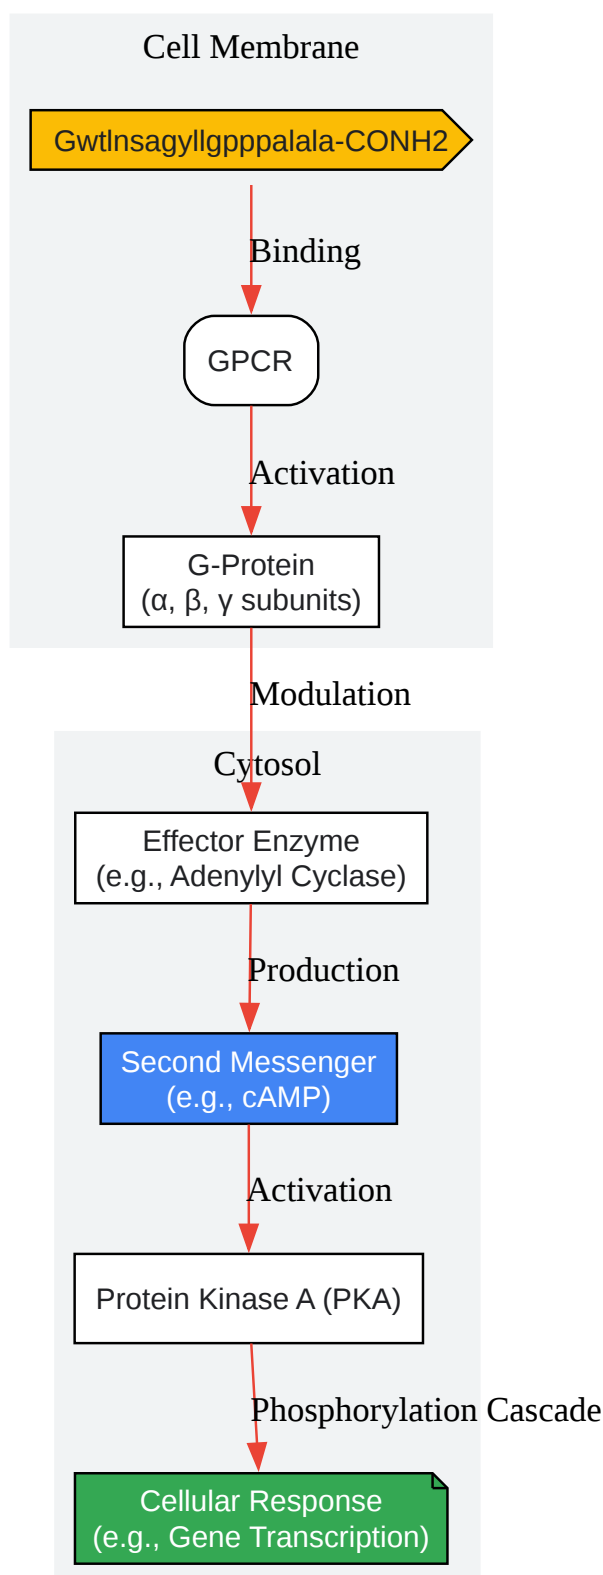 Cell Membrane
Gwtlnsagyllgpppalala-CONH2
Binding
GPCR
Activation
G-Protein
(α, β, γ subunits)
Modulation
Cytosol
Effector Enzyme
(e.g., Adenylyl Cyclase)
Production
Second Messenger
(e.g., cAMP)
Activation
Protein Kinase A (PKA)
Phosphorylation Cascade
Cellular Response
(e.g., Gene Transcription)